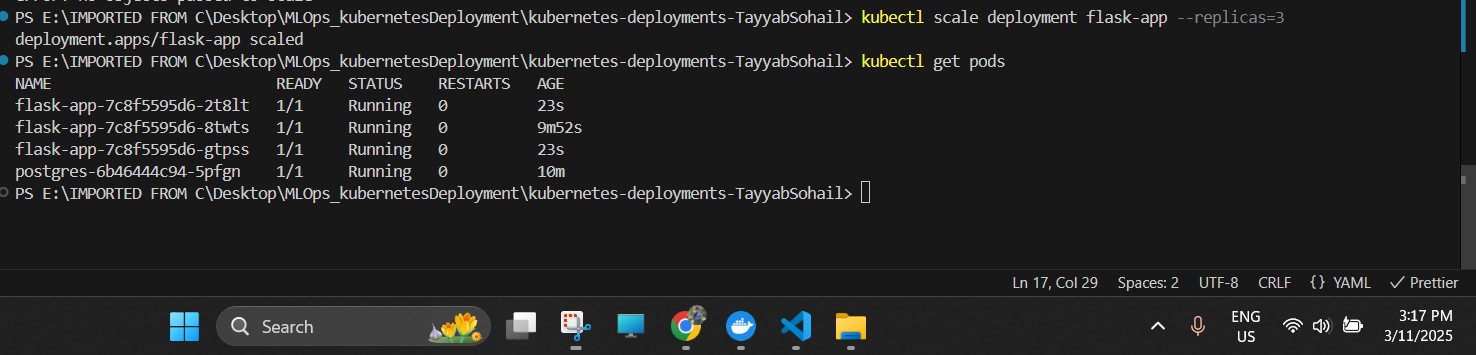 PS E:\IMPORTED FROM C\Desktop\MLOps_kubernetesDeployment\kubernetes-deployments-TayyabSohail> kubectl scale deployment flask-app --replicas=3
deployment.apps/flask-app scaled
PS E:\IMPORTED FROM C\Desktop\MLOps_kubernetesDeployment\kubernetes-deployments-TayyabSohail> kubectl get pods
NAME READY STATUS RESTARTS AGE
flask-app-7c8f5595d6-2t8lt 1/1 Running 0 23s
flask-app-7c8f5595d6-8twts 1/1 Running 0 9m52s
flask-app-7c8f5595d6-gtpss 1/1 Running 0 23s
postgres-6b46444c94-5pfgn 1/1 Running 0 10m
PS E:\IMPORTED FROM C\Desktop\MLOps_kubernetesDeployment\kubernetes-deployments-TayyabSohail>
Ln 17, Col 29 Spaces: 2 UTF-8 CRLF {} YAML ✓ Prettier
Search
ENG
US
3:17 PM
3/11/2025